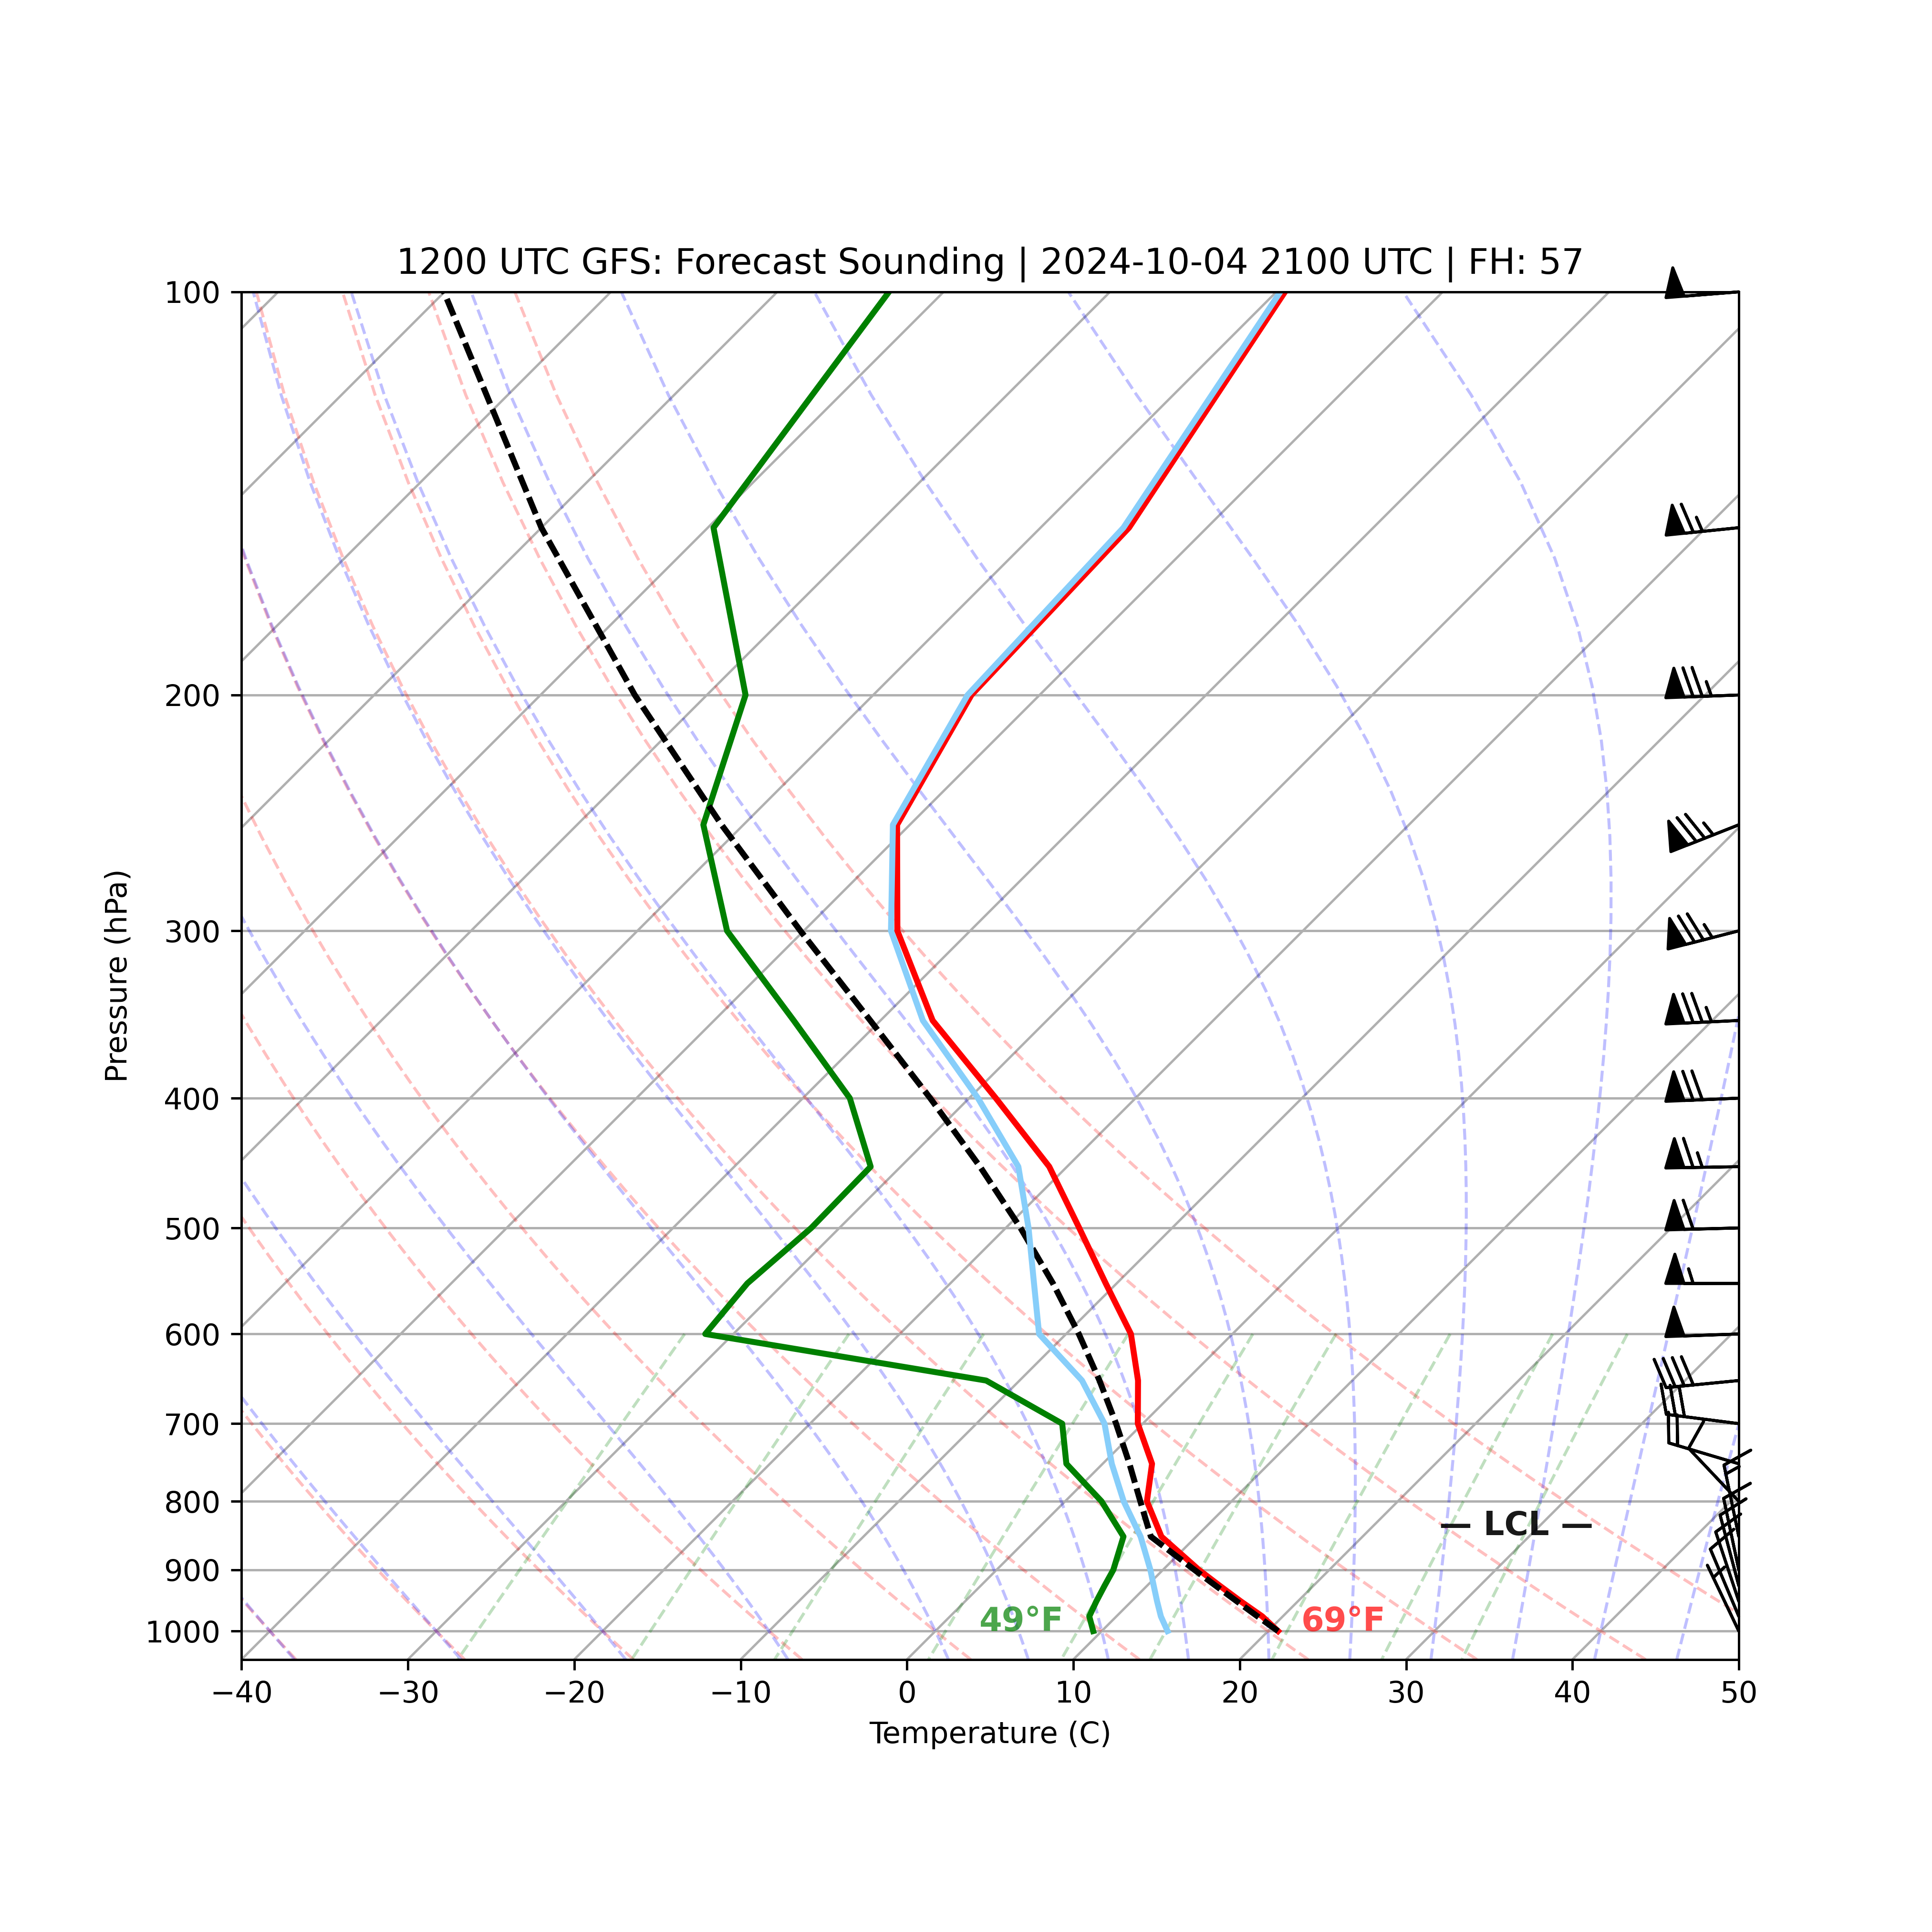 1200 UTC GFS: Forecast Sounding | 2024-10-04 2100 UTC | FH: 57
100
200
300
400
500
600
700
800
900
1000
Pressure (hPa)
— LCL —
49°F
69°F
−40 −30 −20 −10 0 10 20 30 40 50
Temperature (C)